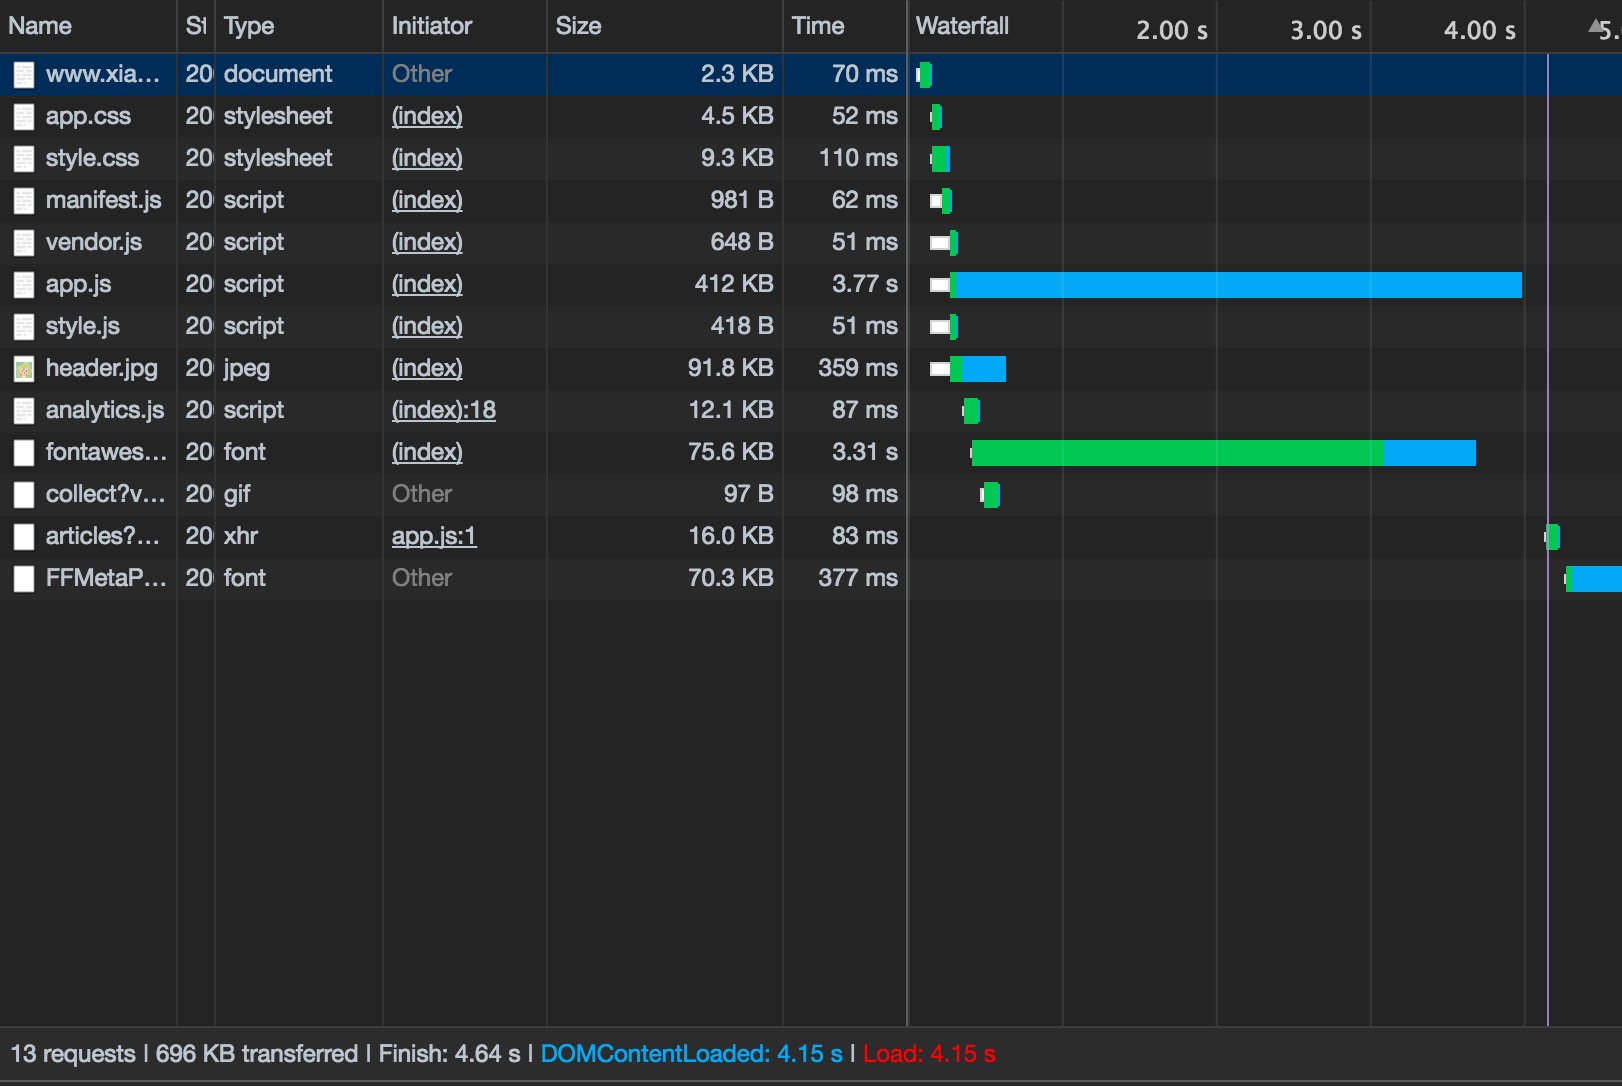 Name St Type Initiator Size Time Waterfall 2.00 s 3.00 s 4.00 s 5.
www.xia... 20 document Other 2.3 KB 70 ms
app.css 20 stylesheet (index) 4.5 KB 52 ms
style.css 20 stylesheet (index) 9.3 KB 110 ms
manifest.js 20 script (index) 981 B 62 ms
vendor.js 20 script (index) 648 B 51 ms
app.js 20 script (index) 412 KB 3.77 s
style.js 20 script (index) 418 B 51 ms
header.jpg 20 jpeg (index) 91.8 KB 359 ms
analytics.js 20 script (index):18 12.1 KB 87 ms
fontawes... 20 font (index) 75.6 KB 3.31 s
collect?v... 20 gif Other 97 B 98 ms
articles?... 20 xhr app.js:1 16.0 KB 83 ms
FFMetaP... 20 font Other 70.3 KB 377 ms
13 requests | 696 KB transferred | Finish: 4.64 s | DOMContentLoaded: 4.15 s | Load: 4.15 s